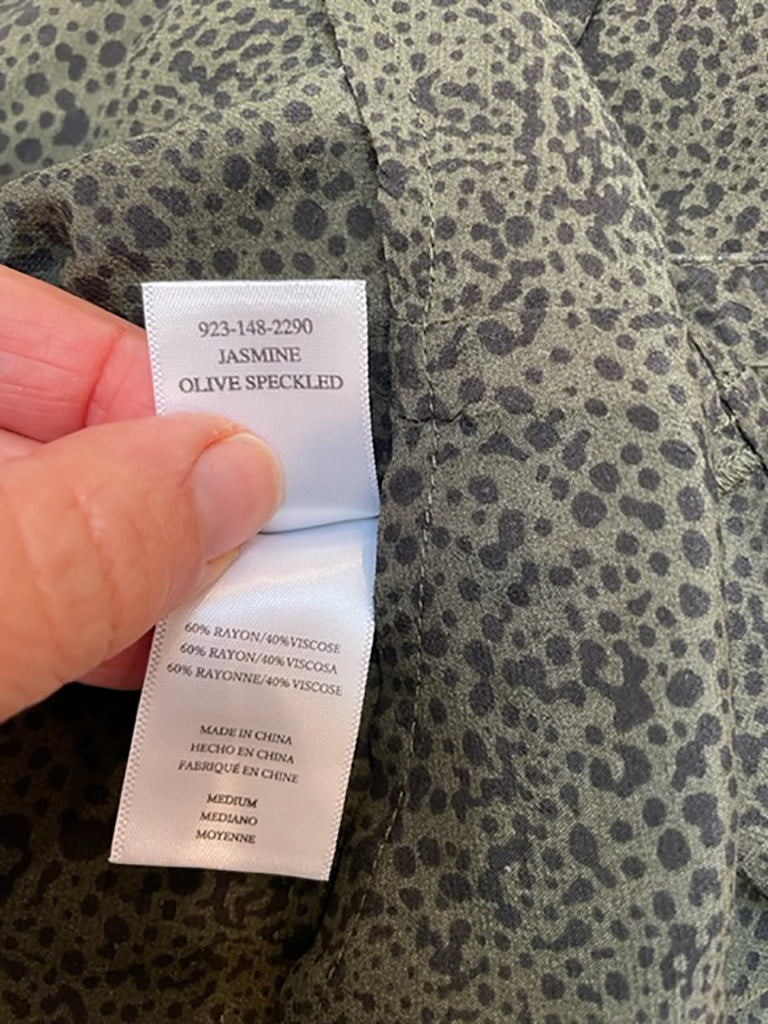 923-148-2290
JASMINE
OLIVE SPECKLED
60% RAYON/40%VISCOSE
60% RAYON/40%VISCOSA
60% RAYONNE/40% VISCOSE
MADE IN CHINA
HECHO EN CHINA
FABRIQUÉ EN CHINE
MEDIUM
MEDIANO
MOYENNE